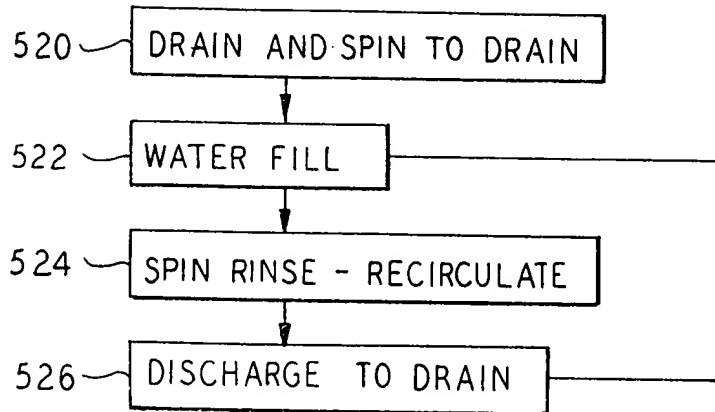 520 DRAIN AND SPIN TO DRAIN
522 WATER FILL
524 SPIN RINSE - RECIRCULATE
526 DISCHARGE TO DRAIN